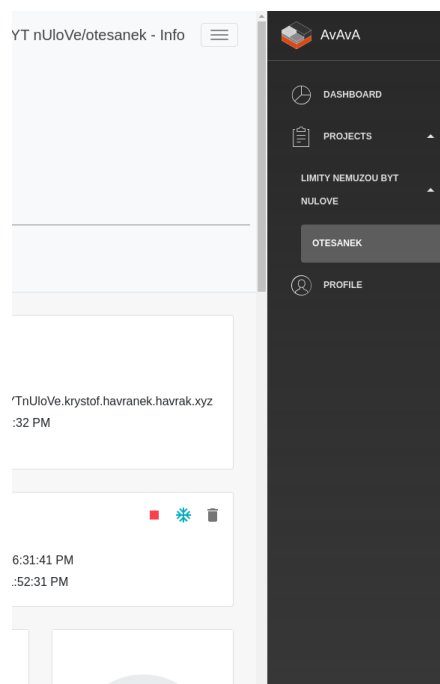 YT nUloVe/otesanek - Info
YTnUloVe.krystof.havranek.havrak.xyz
:32 PM
6:31:41 PM
:52:31 PM
AvAvA
DASHBOARD
PROJECTS
LIMITY NEMUZOU BYT
NULOVE
OTESANEK
PROFILE